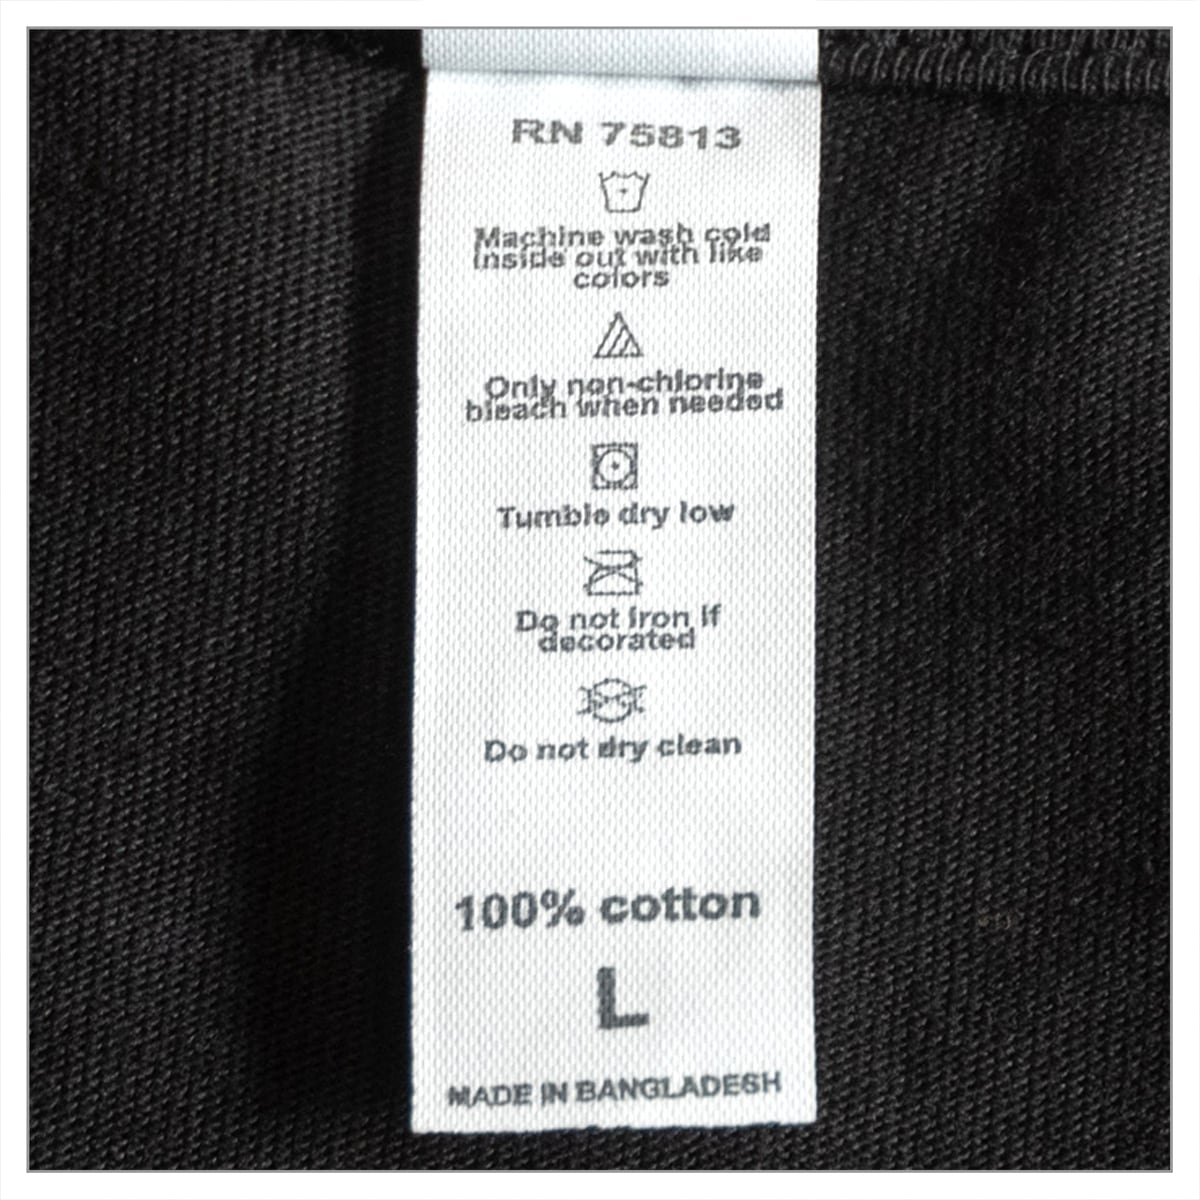 RN 75813
Machine wash cold
inside out with like
colors
Only non-chlorine
bleach when needed
Tumble dry low
Do not iron if
decorated
Do not dry clean
100% cotton
L
MADE IN BANGLADESH